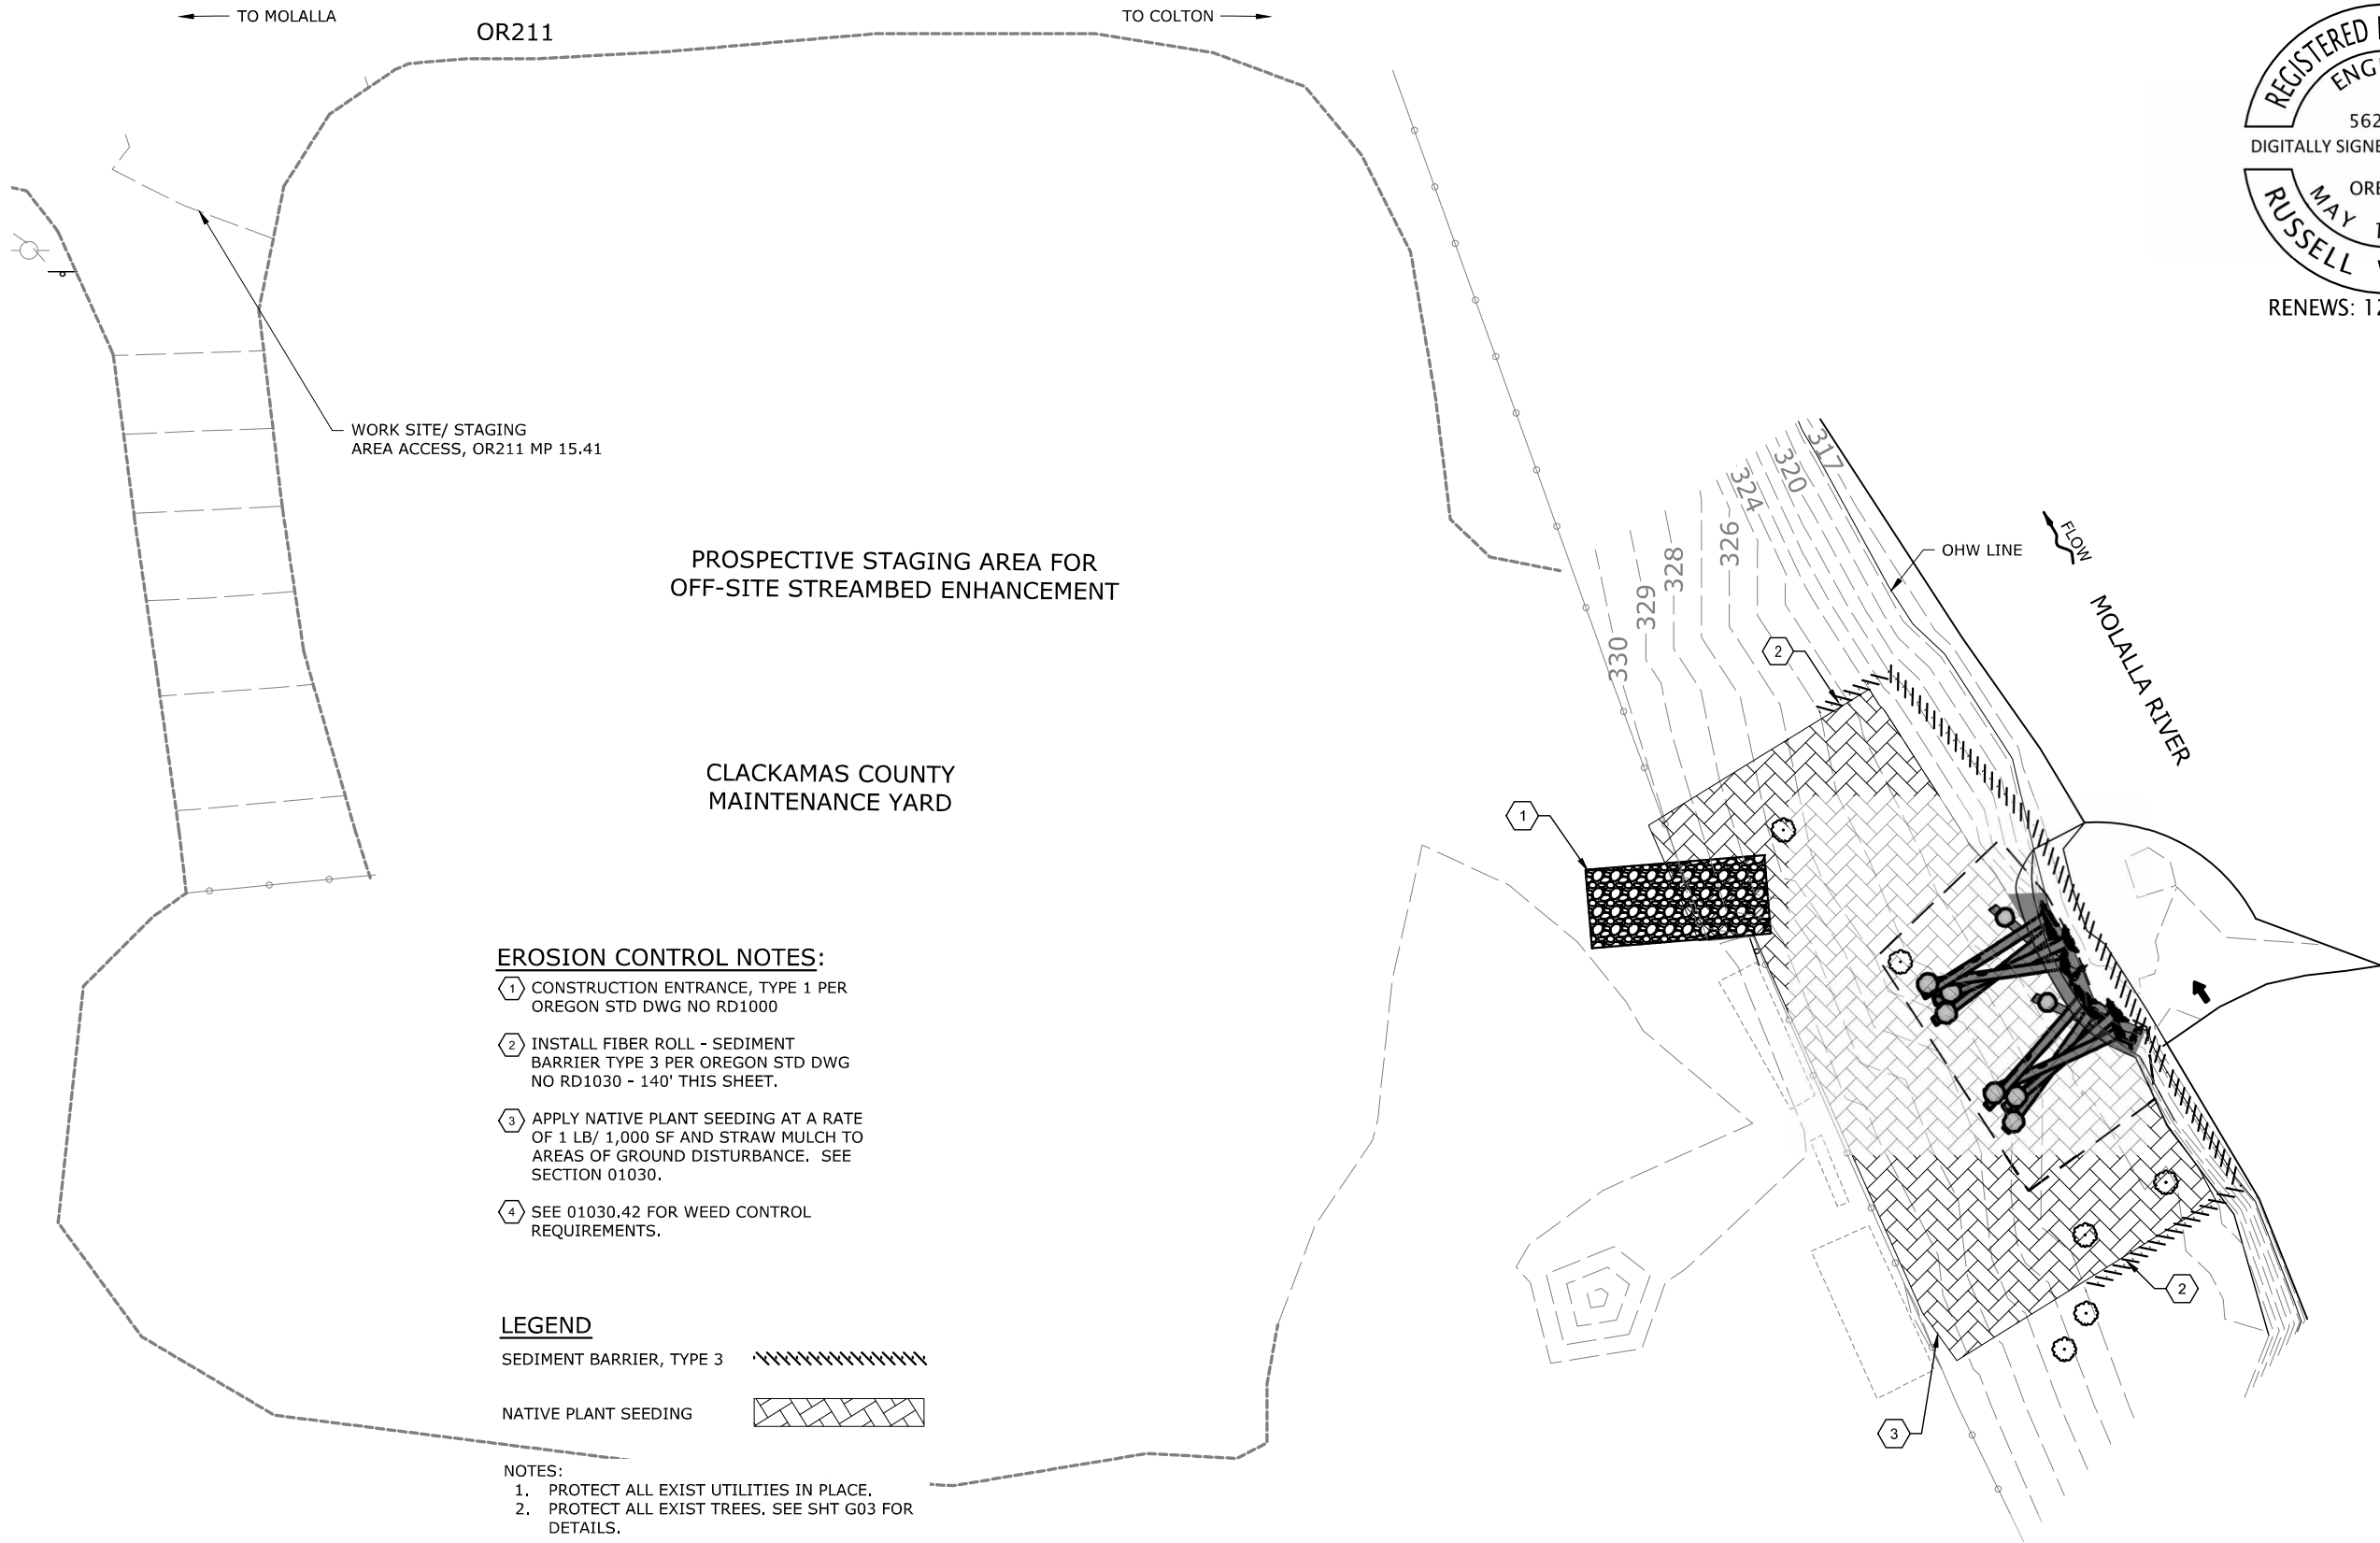 TO MOLALLA
OR211
TO COLTON
REGISTERED
562
DIGITALLY SIGNE
MAY
RUSSELL
RENEWS: 12
WORK SITE/ STAGING
AREA ACCESS, OR211 MP 15.41
PROSPECTIVE STAGING AREA FOR
OFF-SITE STREAMBED ENHANCEMENT
CLACKAMAS COUNTY
MAINTENANCE YARD
317
320
324
326
328
329
330
OHW LINE
FLOW
MOLALLA RIVER
2
1
2
3
EROSION CONTROL NOTES:
1 CONSTRUCTION ENTRANCE, TYPE 1 PER
OREGON STD DWG NO RD1000
2 INSTALL FIBER ROLL - SEDIMENT
BARRIER TYPE 3 PER OREGON STD DWG
NO RD1030 - 140' THIS SHEET.
3 APPLY NATIVE PLANT SEEDING AT A RATE
OF 1 LB/ 1,000 SF AND STRAW MULCH TO
AREAS OF GROUND DISTURBANCE. SEE
SECTION 01030.
4 SEE 01030.42 FOR WEED CONTROL
REQUIREMENTS.
LEGEND
SEDIMENT BARRIER, TYPE 3
NATIVE PLANT SEEDING
NOTES:
1. PROTECT ALL EXIST UTILITIES IN PLACE.
2. PROTECT ALL EXIST TREES. SEE SHT G03 FOR
DETAILS.